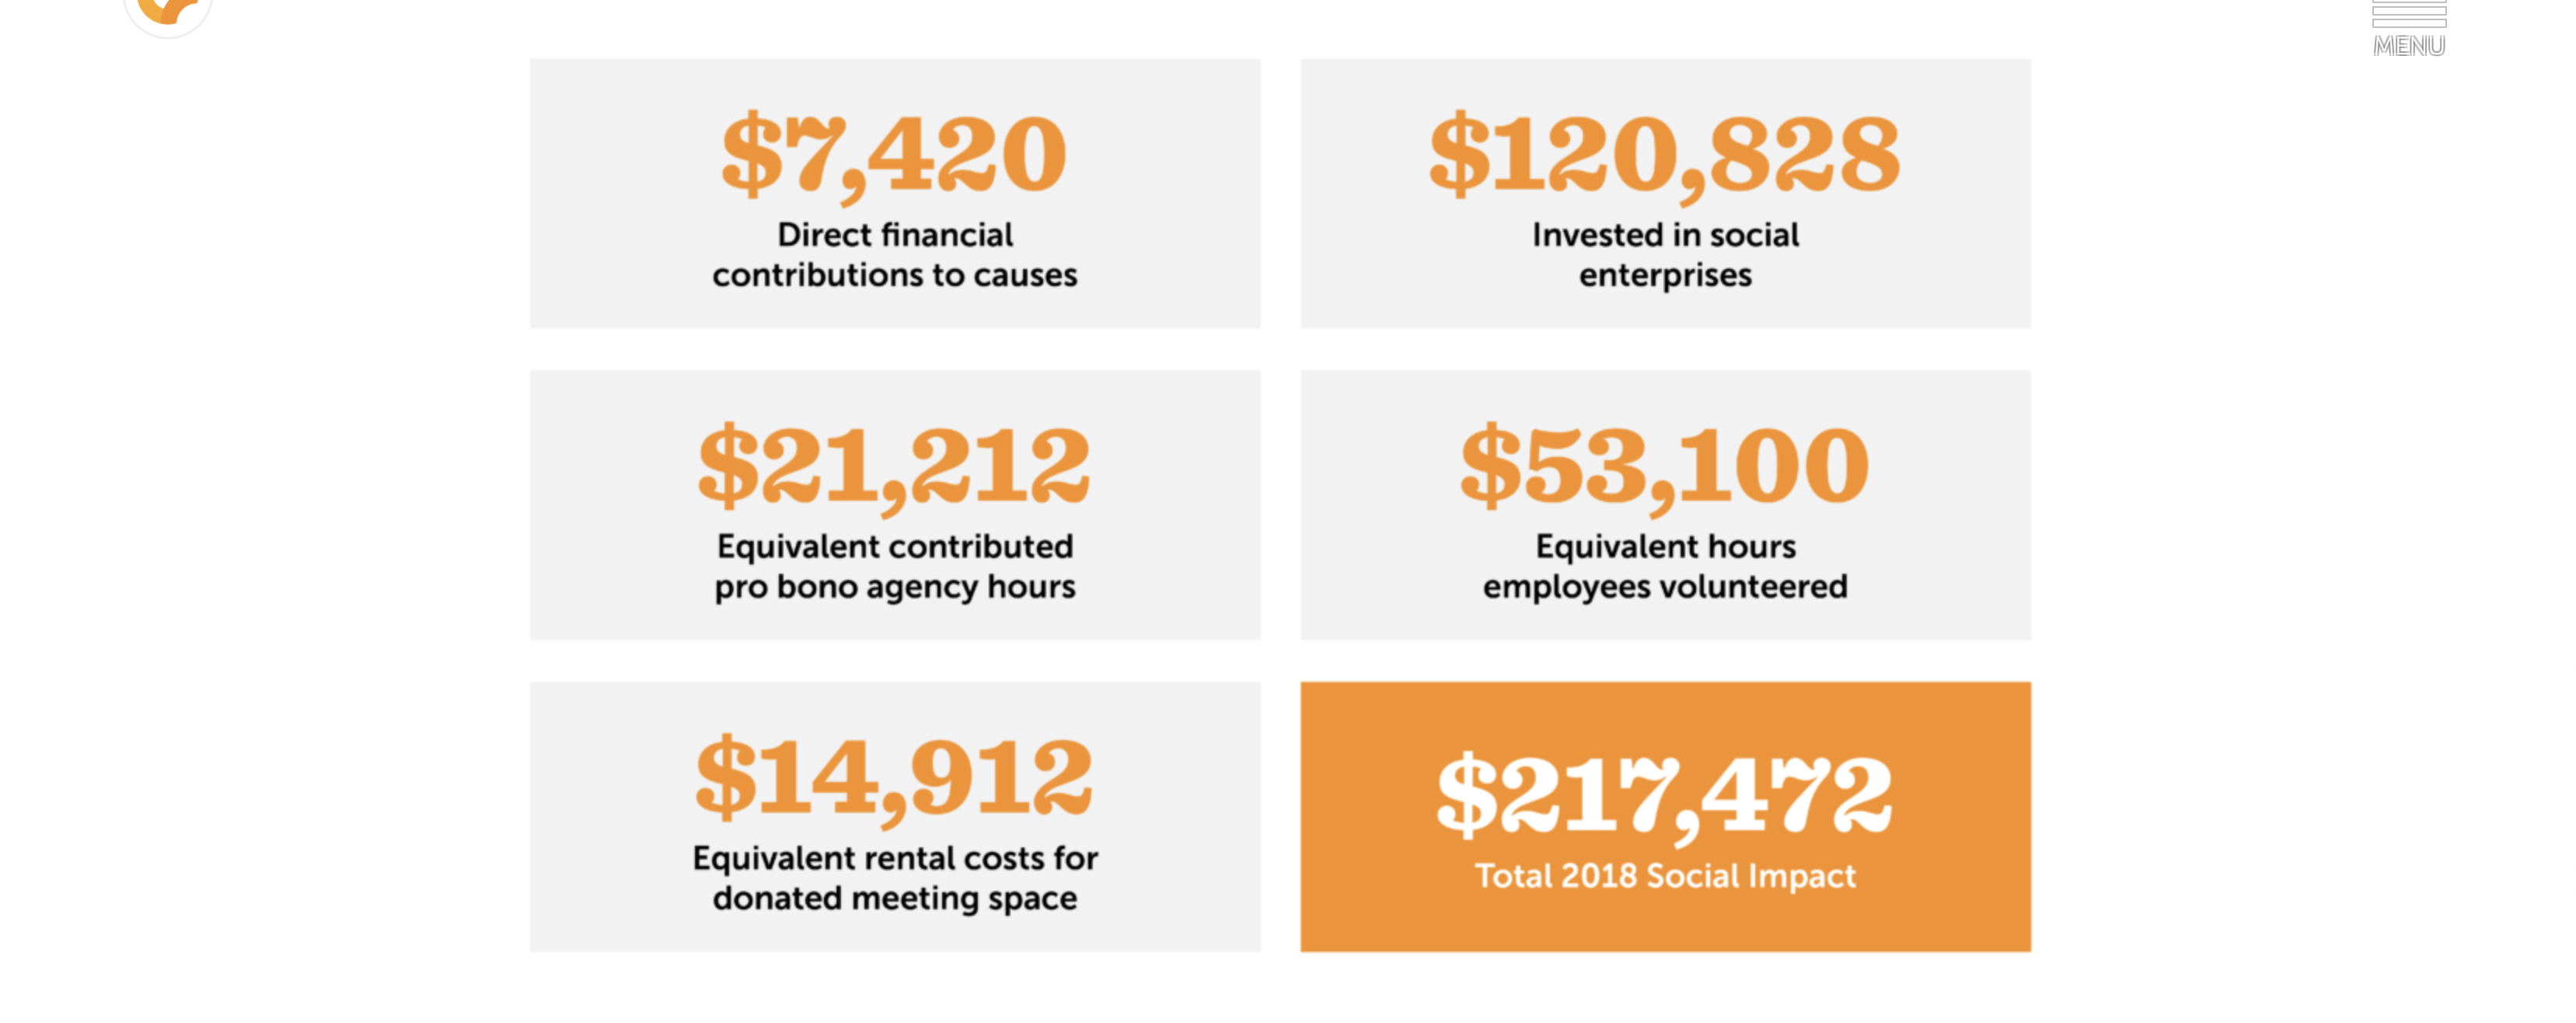 MENU
$7,420
Direct financial
contributions to causes
$120,828
Invested in social
enterprises
$21,212
Equivalent contributed
pro bono agency hours
$53,100
Equivalent hours
employees volunteered
$14,912
Equivalent rental costs for
donated meeting space
$217,472
Total 2018 Social Impact